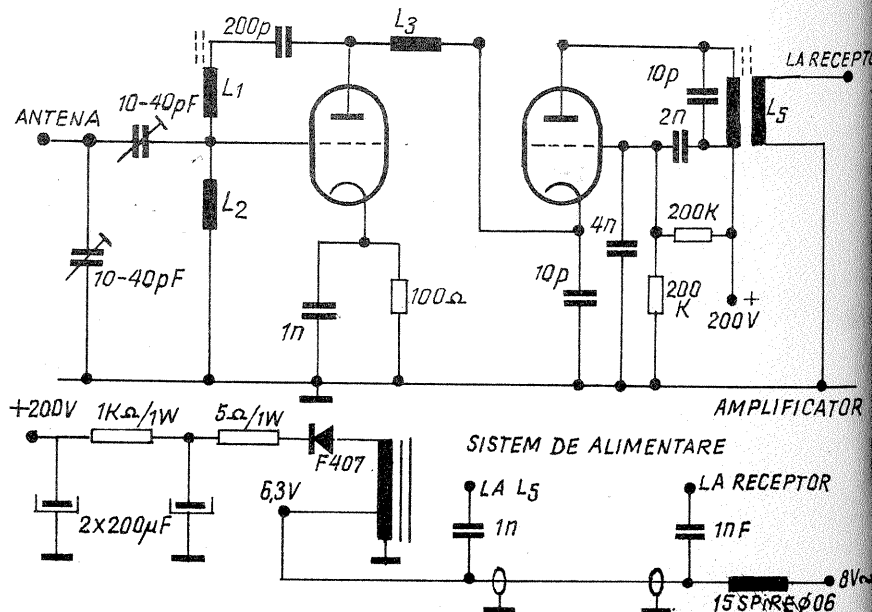 200p
L3
LA RECEPTO
10p
L5
2n
10-40pF
L1
ANTENA
L2
200K
4n
10-40pF
10p
100Ω
1n
200
K
+
200V
+200V
1KΩ/1W
5Ω/1W
AMPLIFICATOR
SISTEM DE ALIMENTARE
F407
6,3V
LA L5
LA RECEPTOR
2x200µF
1n
1nF
8V~
15 SPIRE φ06